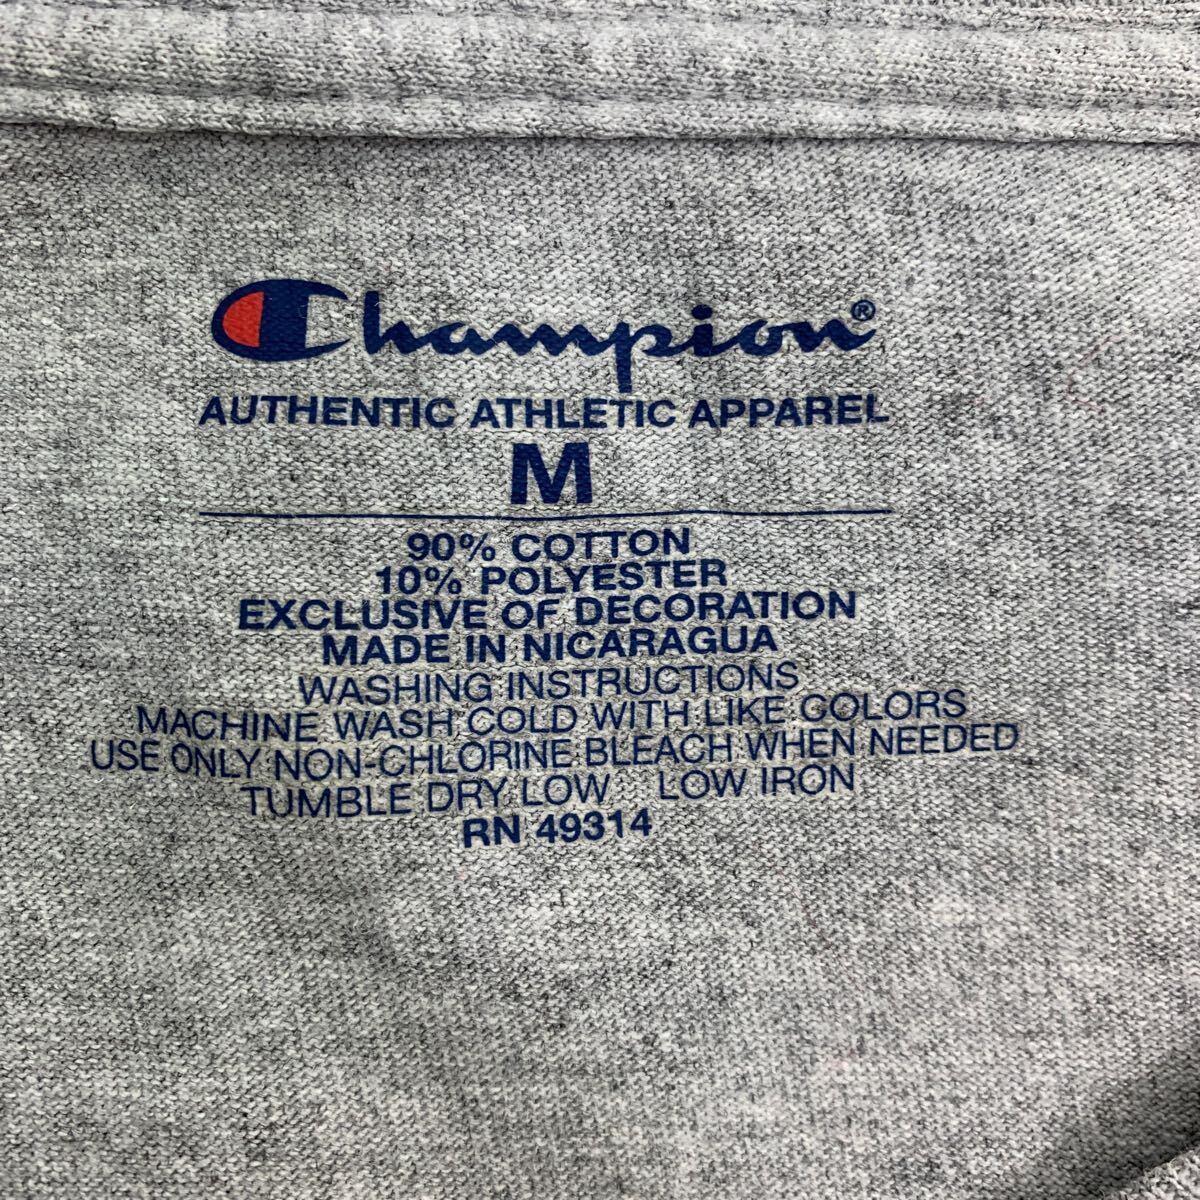 Champion®
AUTHENTIC ATHLETIC APPAREL
M
90% COTTON
10% POLYESTER
EXCLUSIVE OF DECORATION
MADE IN NICARAGUA
WASHING INSTRUCTIONS
MACHINE WASH COLD WITH LIKE COLORS
USE ONLY NON-CHLORINE BLEACH WHEN NEEDED
TUMBLE DRY LOW LOW IRON
RN 49314